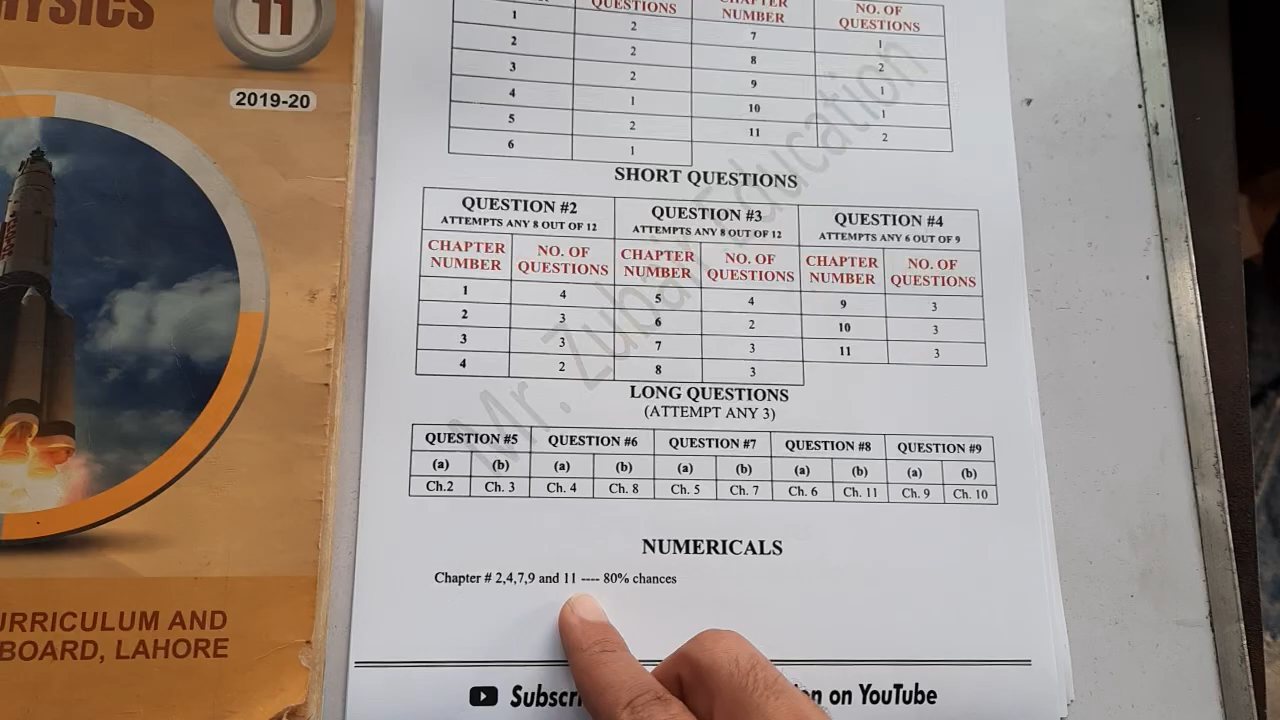 YSICS
11
2019-20
URRICULUM AND
BOARD, LAHORE
QUESTIONS CHAPTER NUMBER NO. OF QUESTIONS
1 2 7 1
2 2 8 2
3 2 9 1
4 1 10 1
5 2 11 2
6 1
SHORT QUESTIONS
QUESTION #2 QUESTION #3 QUESTION #4
ATTEMPTS ANY 8 OUT OF 12 ATTEMPTS ANY 8 OUT OF 12 ATTEMPTS ANY 6 OUT OF 9
CHAPTER NO. OF CHAPTER NO. OF CHAPTER NO. OF
NUMBER QUESTIONS NUMBER QUESTIONS NUMBER QUESTIONS
1 4 5 4 9 3
2 3 6 2 10 3
3 3 7 3 11 3
4 2 8 3
LONG QUESTIONS
(ATTEMPT ANY 3)
QUESTION #5 QUESTION #6 QUESTION #7 QUESTION #8 QUESTION #9
(a) (b) (a) (b) (a) (b) (a) (b) (a) (b)
Ch.2 Ch. 3 Ch. 4 Ch. 8 Ch. 5 Ch. 7 Ch. 6 Ch. 11 Ch. 9 Ch. 10
NUMERICALS
Chapter # 2,4,7,9 and 11 ---- 80% chances
Subscri on on YouTube
Mr. Zubair Education